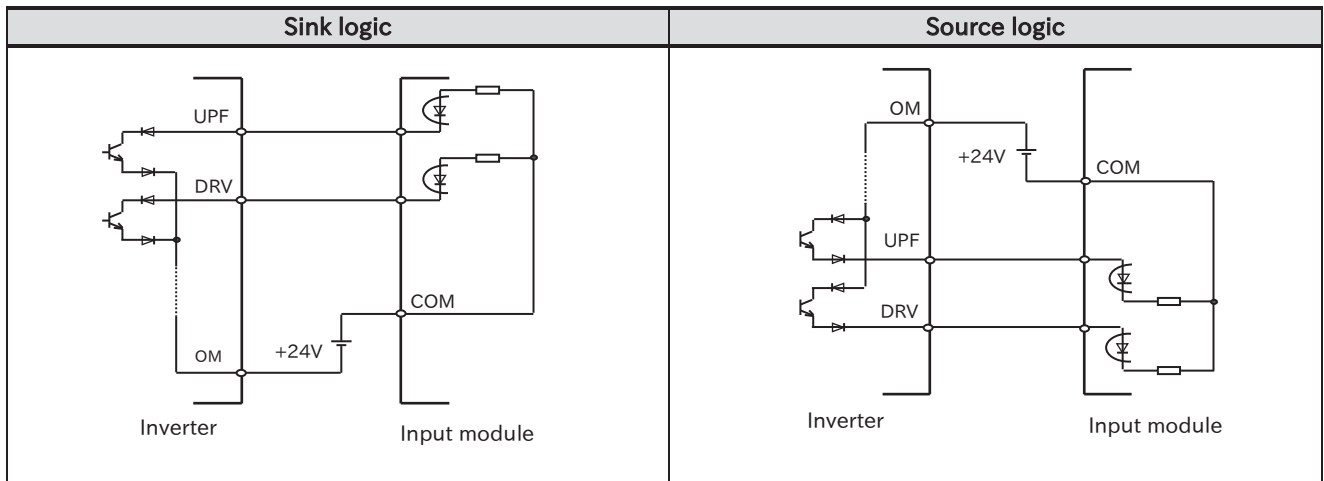 Sink logic
UPF
DRV
COM
+24V
OM
Inverter
Input module
Source logic
OM
+24V
COM
UPF
DRV
Inverter
Input module